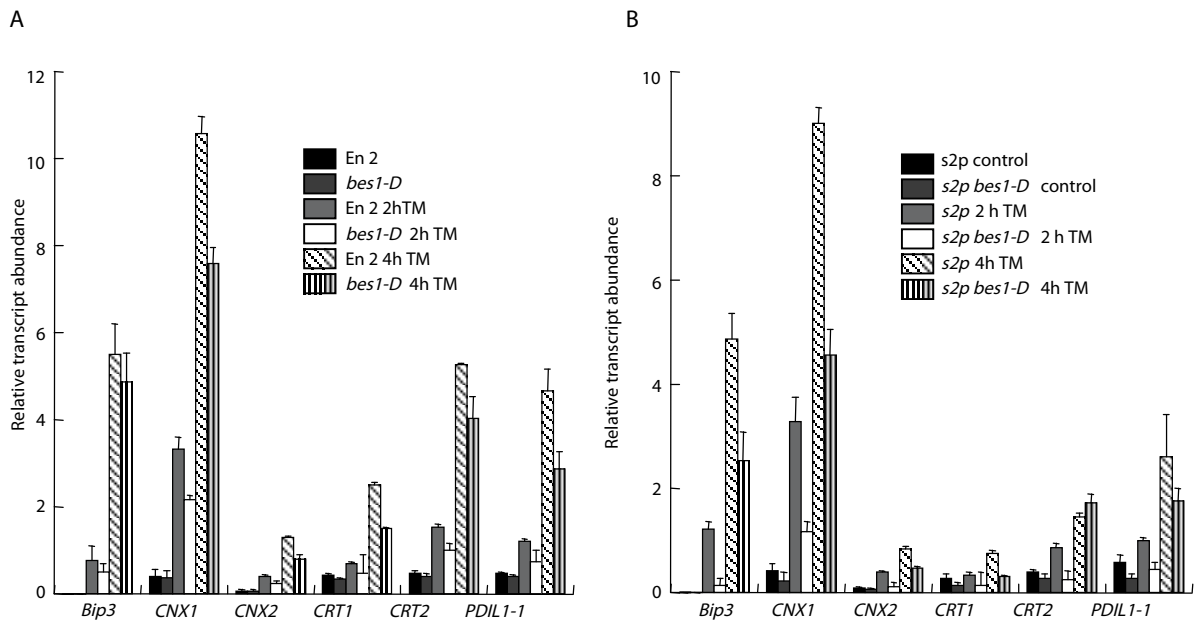 A
Relative transcript abundance
12
10
8
6
4
2
0
En 2
bes1-D
En 2 2hTM
bes1-D 2h TM
En 2 4h TM
bes1-D 4h TM
Bip3 CNX1 CNX2 CRT1 CRT2 PDIL1-1
B
Relative transcript abundance
10
8
6
4
2
0
s2p control
s2p bes1-D control
s2p 2 h TM
s2p bes1-D 2 h TM
s2p 4h TM
s2p bes1-D 4h TM
Bip3 CNX1 CNX2 CRT1 CRT2 PDIL1-1